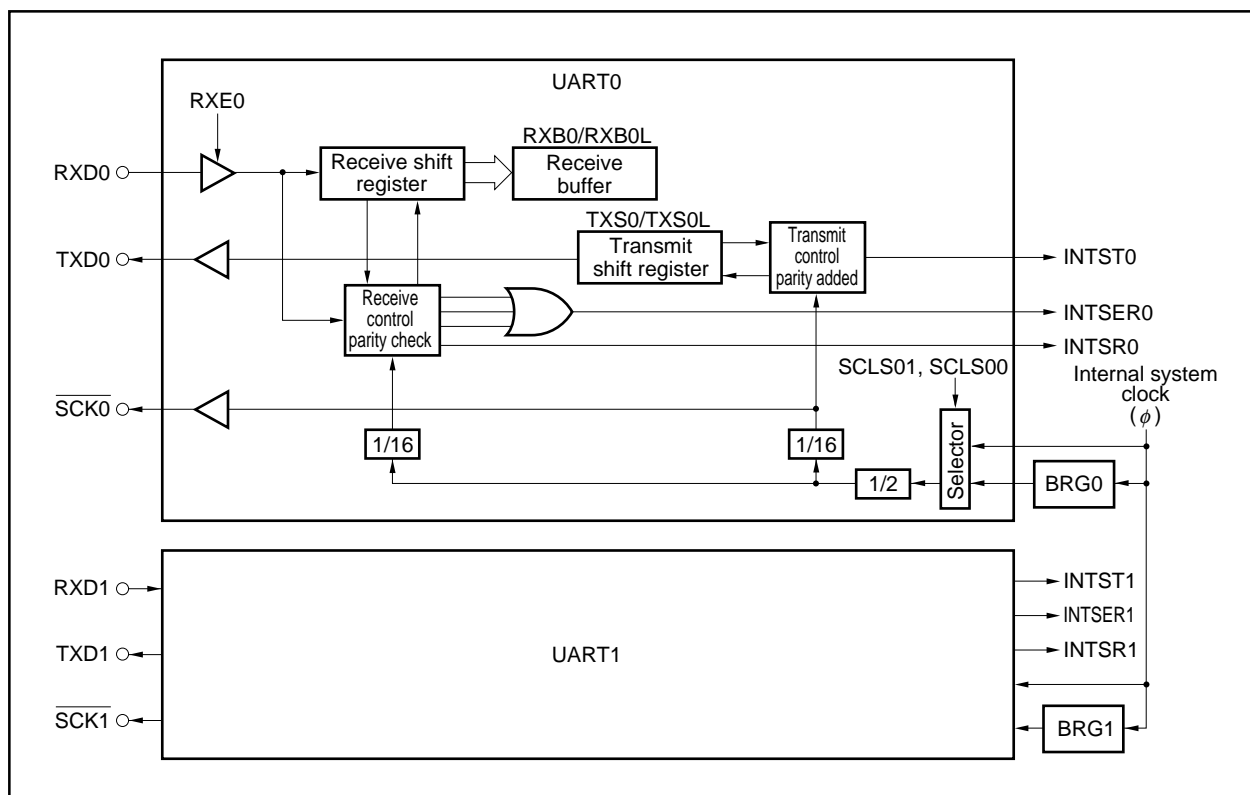 UART0
RXE0
RXB0/RXB0L
RXD0
Receive shift
register
Receive
buffer
TXS0/TXS0L
TXD0
Transmit
shift register
Transmit
control
parity added
INTST0
Receive
control
parity check
INTSER0
INTSR0
SCLS01, SCLS00
Internal system
clock
(ϕ)
S̅C̅K̅0̅
1/16
1/16
Selector
1/2
BRG0
RXD1
INTST1
INTSER1
TXD1
UART1
INTSR1
S̅C̅K̅1̅
BRG1